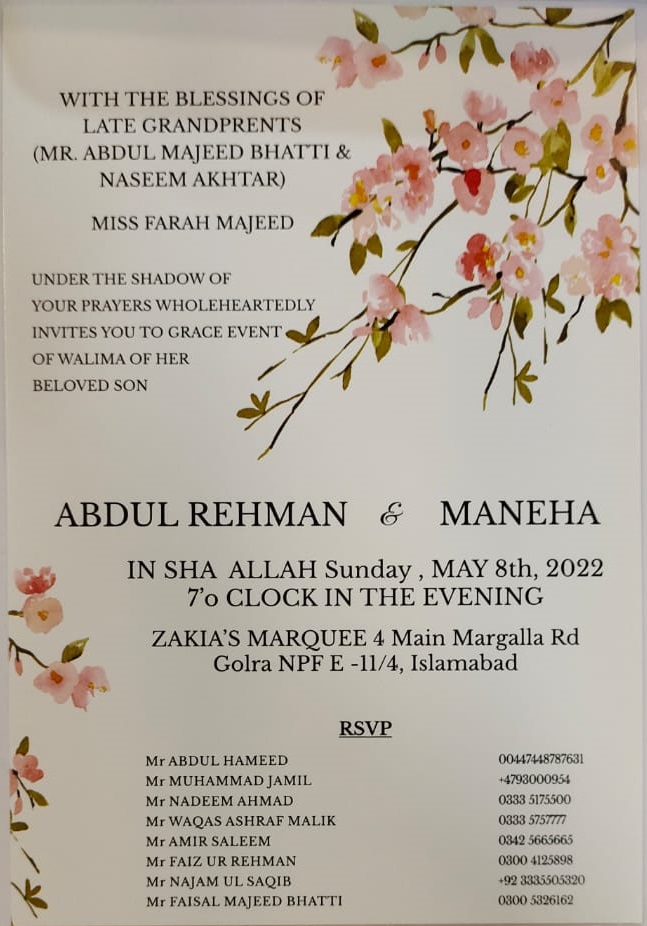 WITH THE BLESSINGS OF
LATE GRANDPRENTS
(MR. ABDUL MAJEED BHATTI &
NASEEM AKHTAR)
MISS FARAH MAJEED
UNDER THE SHADOW OF
YOUR PRAYERS WHOLEHEARTEDLY
INVITES YOU TO GRACE EVENT
OF WALIMA OF HER
BELOVED SON
ABDUL REHMAN & MANEHA
IN SHA ALLAH Sunday , MAY 8th, 2022
7’o CLOCK IN THE EVENING
ZAKIA’S MARQUEE 4 Main Margalla Rd
Golra NPF E -11/4, Islamabad
RSVP
Mr ABDUL HAMEED 00447448787631
Mr MUHAMMAD JAMIL +4793000954
Mr NADEEM AHMAD 0333 5175500
Mr WAQAS ASHRAF MALIK 0333 5757777
Mr AMIR SALEEM 0342 5665665
Mr FAIZ UR REHMAN 0300 4125898
Mr NAJAM UL SAQIB +92 3335505320
Mr FAISAL MAJEED BHATTI 0300 5326162